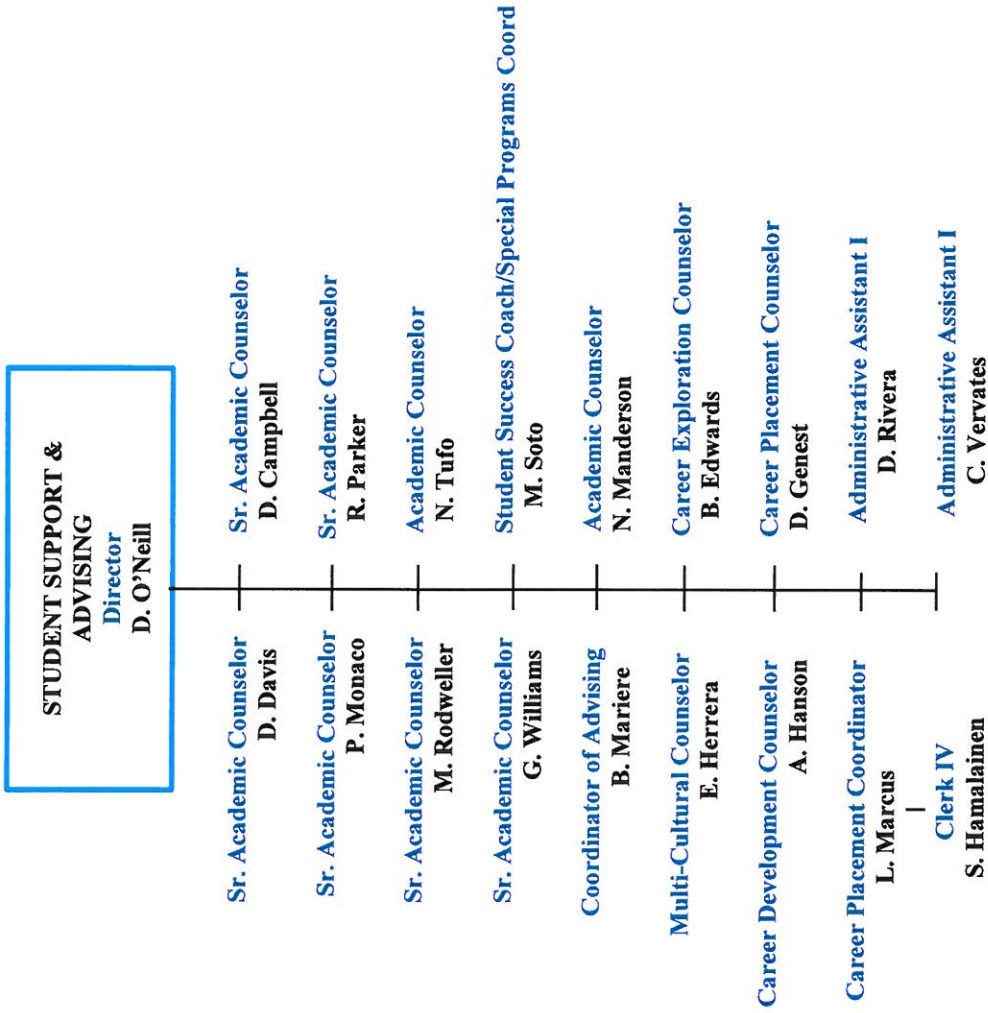 STUDENT SUPPORT &
ADVISING
Director
D. O'Neill
Sr. Academic Counselor
D. Davis
Sr. Academic Counselor
D. Campbell
Sr. Academic Counselor
P. Monaco
Sr. Academic Counselor
R. Parker
Sr. Academic Counselor
M. Rodweller
Academic Counselor
N. Tufo
Sr. Academic Counselor
G. Williams
Student Success Coach/Special Programs Coord
M. Soto
Coordinator of Advising
B. Mariere
Academic Counselor
N. Manderson
Multi-Cultural Counselor
E. Herrera
Career Exploration Counselor
B. Edwards
Career Development Counselor
A. Hanson
Career Placement Counselor
D. Genest
Career Placement Coordinator
L. Marcus
Administrative Assistant I
D. Rivera
Clerk IV
S. Hamalainen
Administrative Assistant I
C. Vervates